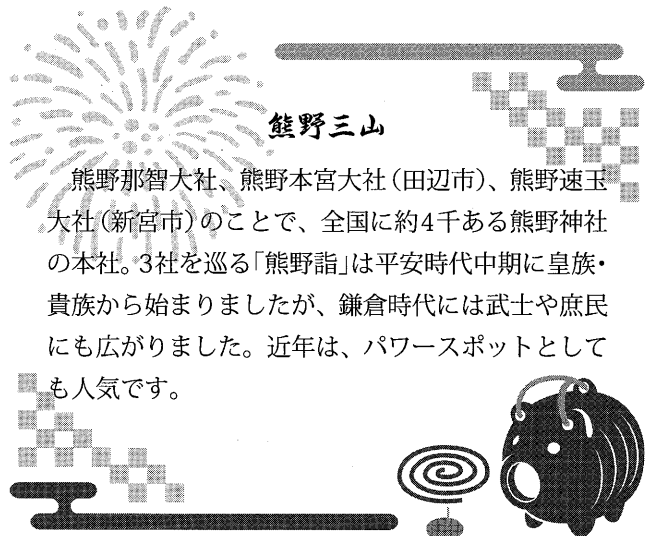 熊野三山
熊野那智大社、熊野本宮大社(田辺市)、熊野速玉
大社(新宮市)のことで、全国に約4千ある熊野神社
の本社。3社を巡る「熊野詣」は平安時代中期に皇族・
貴族から始まりましたが、鎌倉時代には武士や庶民
にも広がりました。近年は、パワースポットとして
も人気です。